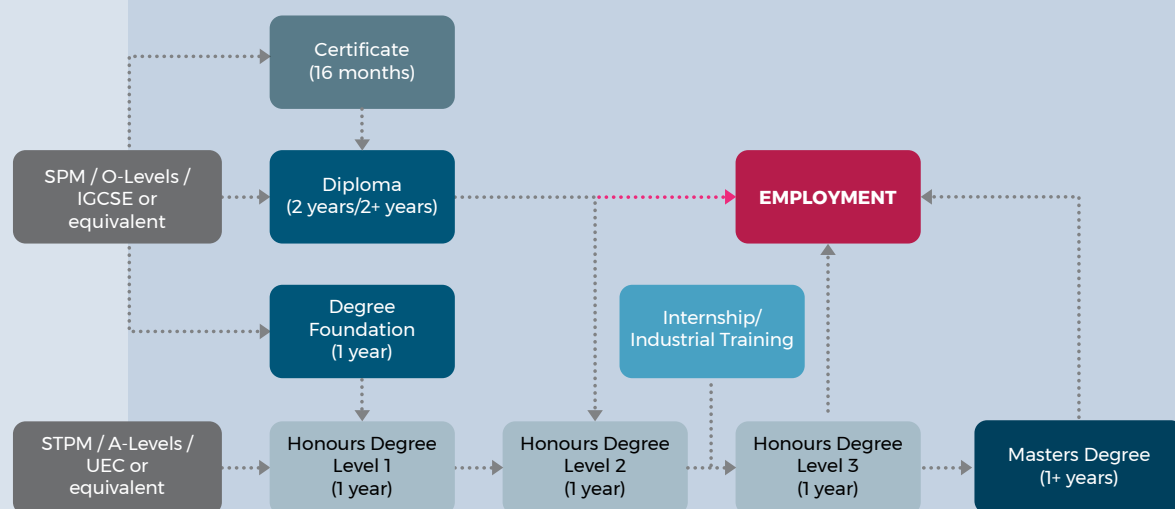 Certificate
(16 months)
SPM / O-Levels /
IGCSE or
equivalent
Diploma
(2 years/2+ years)
EMPLOYMENT
Degree
Foundation
(1 year)
Internship/
Industrial Training
STPM / A-Levels /
UEC or
equivalent
Honours Degree
Level 1
(1 year)
Honours Degree
Level 2
(1 year)
Honours Degree
Level 3
(1 year)
Masters Degree
(1+ years)